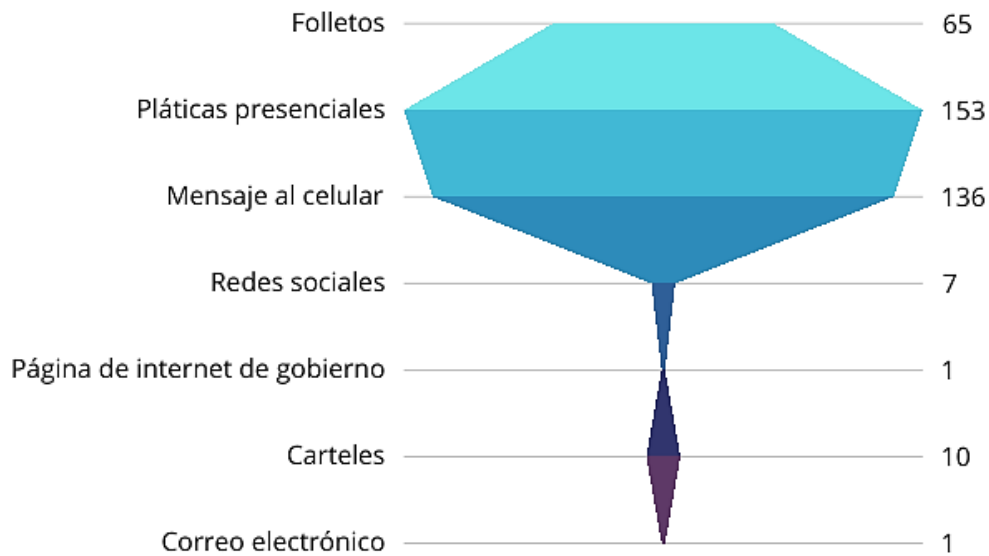 Folletos 65
Pláticas presenciales 153
Mensaje al celular 136
Redes sociales 7
Página de internet de gobierno 1
Carteles 10
Correo electrónico 1